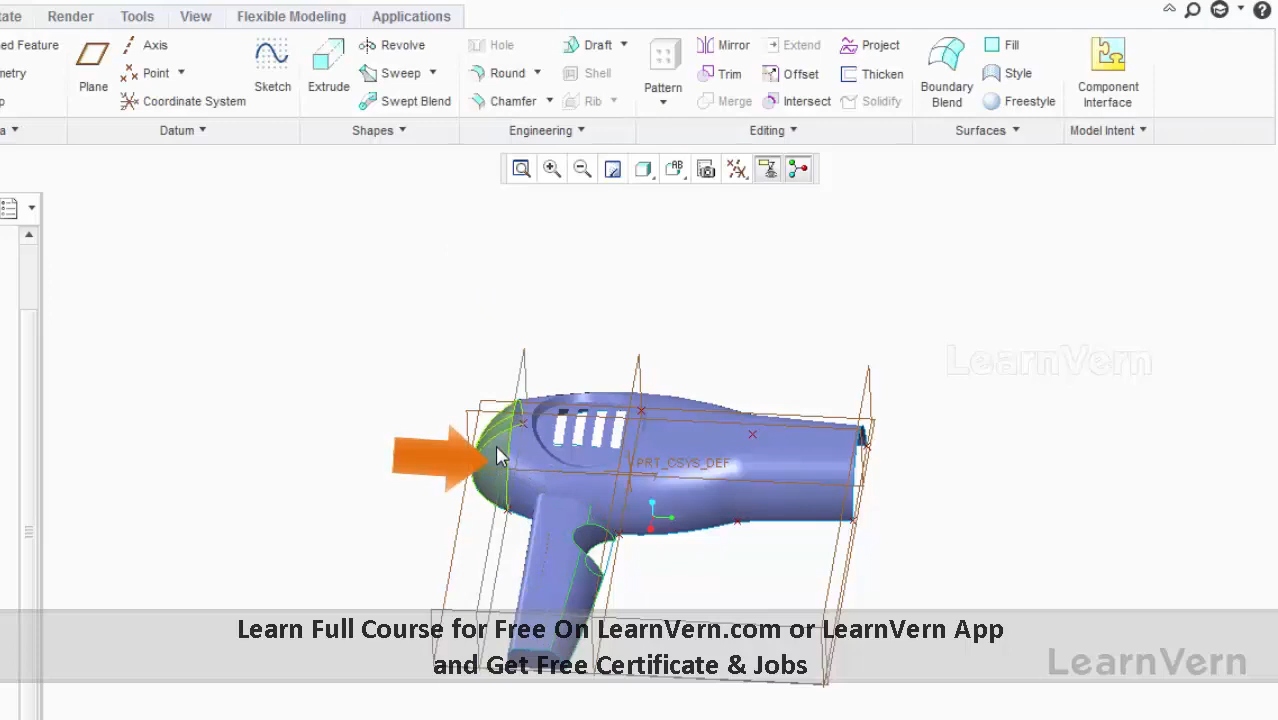 ate Render Tools View Flexible Modeling Applications
ed Feature Axis Revolve Hole Draft Mirror Extend Project Fill
metry Point Sweep Round Shell Trim Offset Thicken Style
p Coordinate System Swept Blend Chamfer Rib Merge Intersect Solidify Freestyle
Plane Sketch Extrude Pattern Boundary Blend Component Interface
a Datum Shapes Engineering Editing Surfaces Model Intent
LearnVern
PRT_CSYS_DEF
Learn Full Course for Free On LearnVern.com or LearnVern App
and Get Free Certificate & Jobs
LearnVern